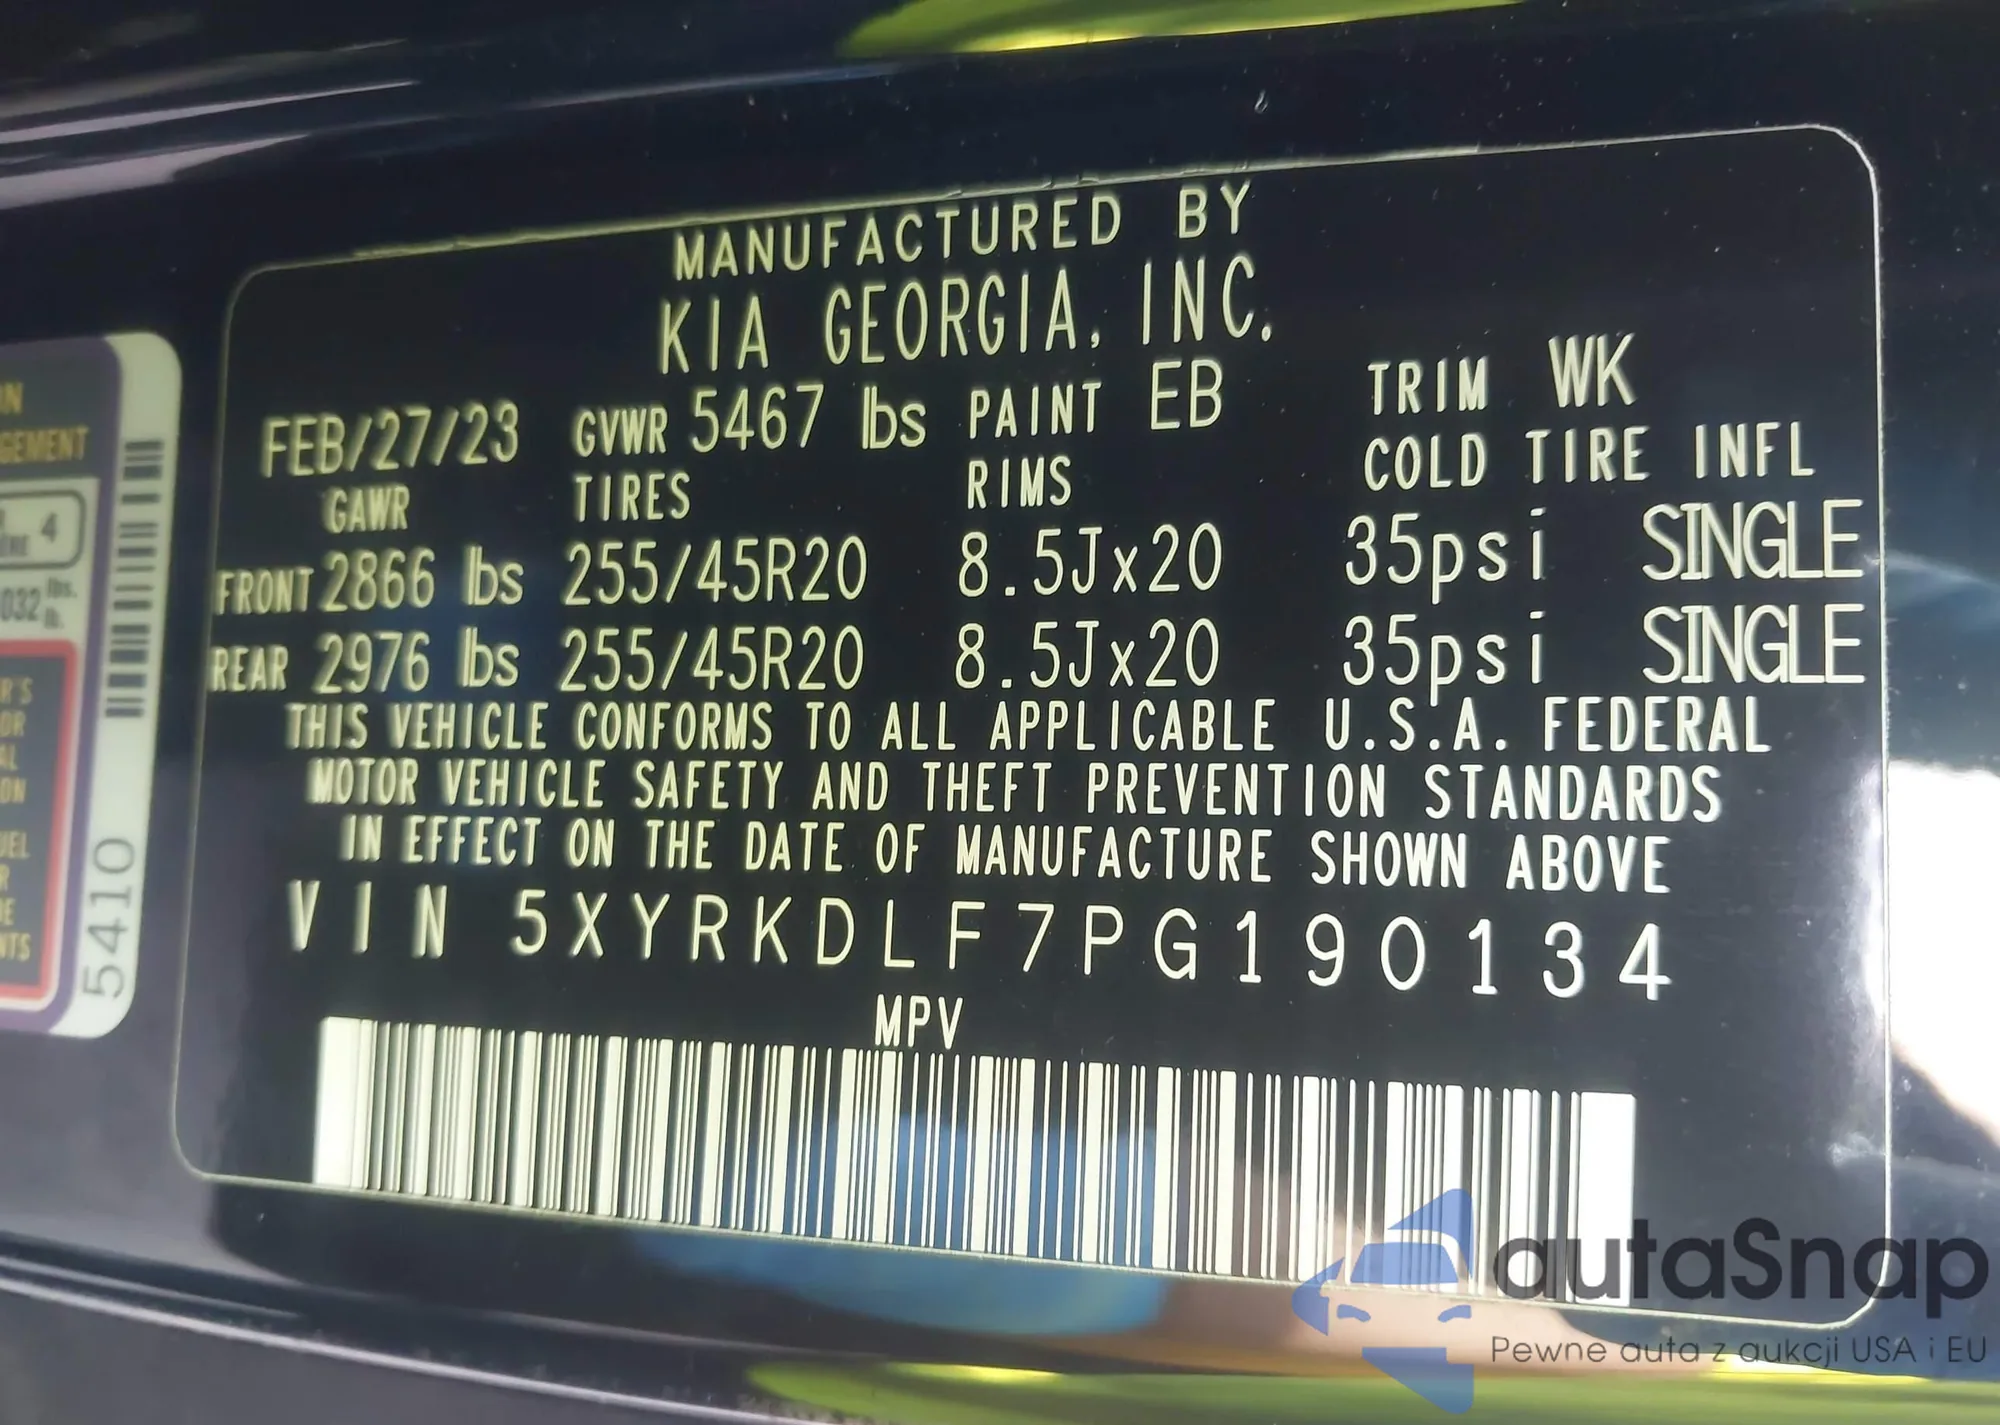 MANUFACTURED BY
KIA GEORGIA, INC.
FEB/27/23 GVWR 5467 lbs PAINT EB TRIM WK
GAWR TIRES RIMS COLD TIRE INFL
FRONT 2866 lbs 255/45R20 8.5Jx20 35psi SINGLE
REAR 2976 lbs 255/45R20 8.5Jx20 35psi SINGLE
THIS VEHICLE CONFORMS TO ALL APPLICABLE U.S.A. FEDERAL
MOTOR VEHICLE SAFETY AND THEFT PREVENTION STANDARDS
IN EFFECT ON THE DATE OF MANUFACTURE SHOWN ABOVE
VIN 5XYRKDLF7PG190134
MPV
4
lbs.
lb.
5410
autaSnap
Pewne auta z aukcji USA i EU